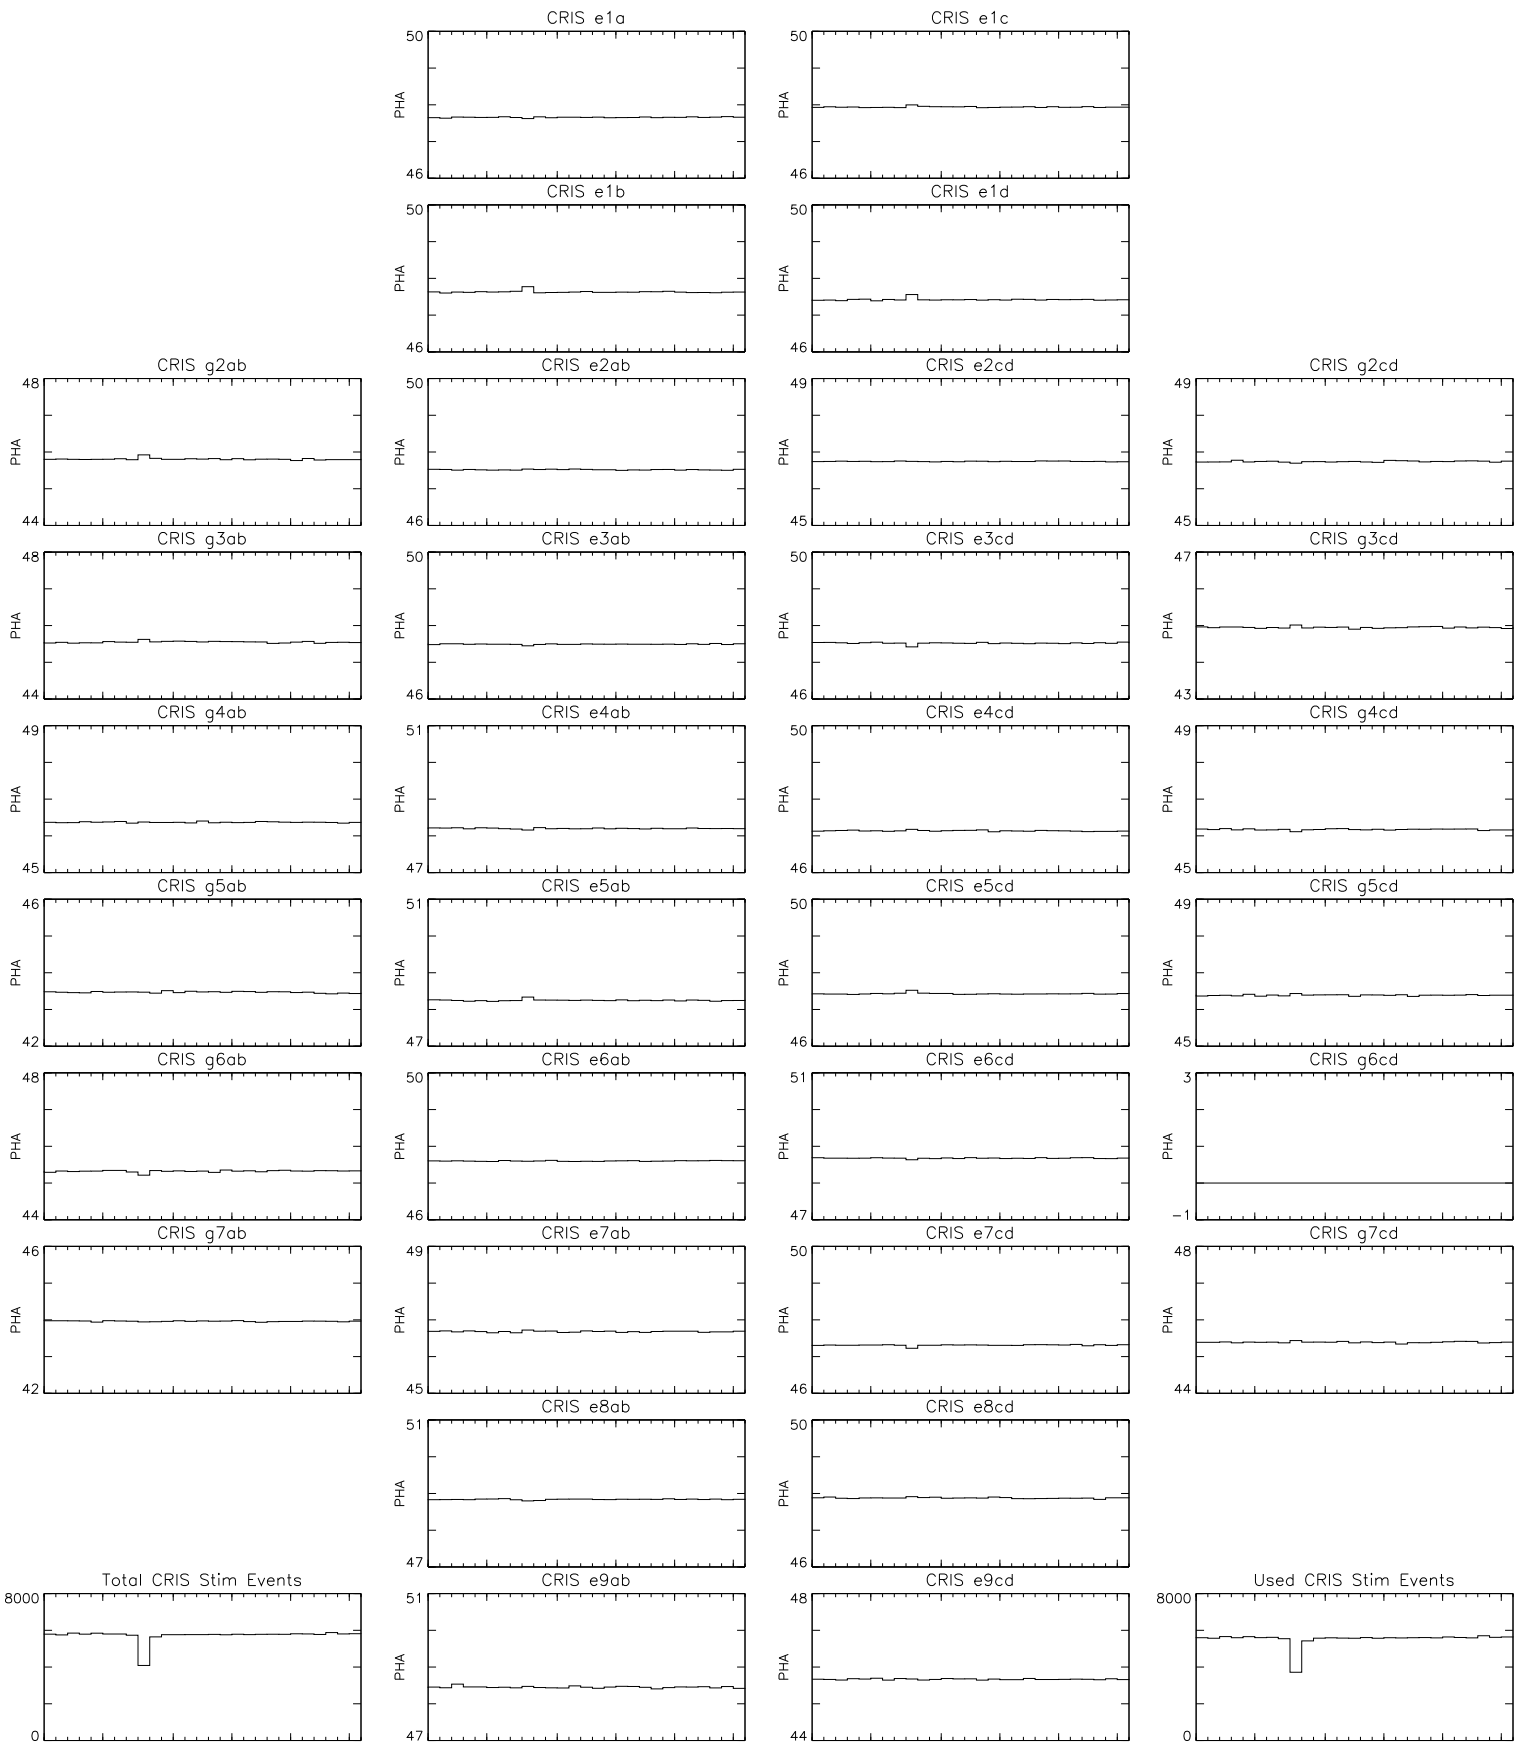 CRIS e1a
CRIS e1c
50
PHA
46
50
PHA
46
CRIS e1b
CRIS e1d
50
PHA
46
50
PHA
46
CRIS g2ab
CRIS e2ab
CRIS e2cd
CRIS g2cd
48
PHA
44
50
PHA
46
49
PHA
45
49
PHA
45
CRIS g3ab
CRIS e3ab
CRIS e3cd
CRIS g3cd
48
PHA
44
50
PHA
46
50
PHA
46
47
PHA
43
CRIS g4ab
CRIS e4ab
CRIS e4cd
CRIS g4cd
49
PHA
45
51
PHA
47
50
PHA
46
49
PHA
45
CRIS g5ab
CRIS e5ab
CRIS e5cd
CRIS g5cd
46
PHA
42
51
PHA
47
50
PHA
46
49
PHA
45
CRIS g6ab
CRIS e6ab
CRIS e6cd
CRIS g6cd
48
PHA
44
50
PHA
46
51
PHA
47
3
PHA
-1
CRIS g7ab
CRIS e7ab
CRIS e7cd
CRIS g7cd
46
PHA
42
49
PHA
45
50
PHA
46
48
PHA
44
CRIS e8ab
CRIS e8cd
51
PHA
47
50
PHA
46
Total CRIS Stim Events
CRIS e9ab
CRIS e9cd
Used CRIS Stim Events
8000
0
51
PHA
47
48
PHA
44
8000
0